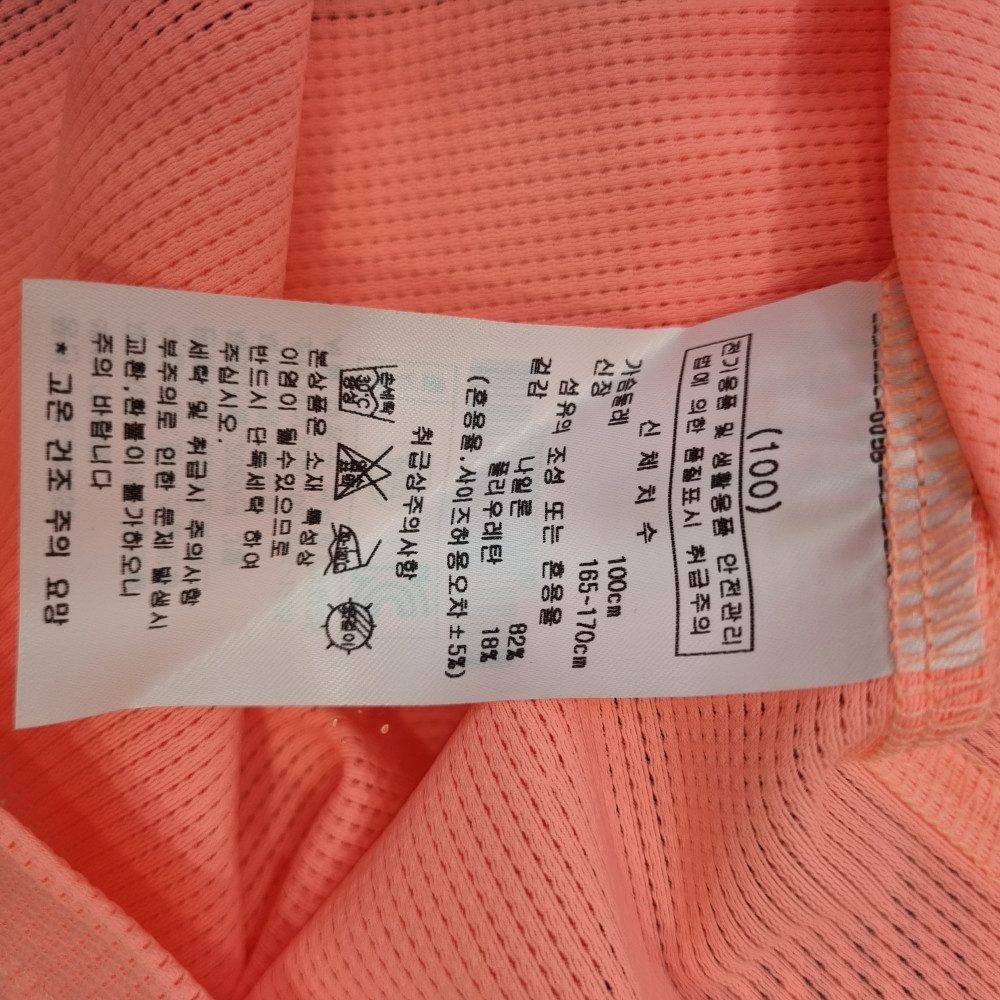 (100)
전기용품 및 생활용품 안전관리
법에 의한 품질표시 취급주의
신 체 치 수
가슴둘레 100cm
신장 165~170cm
섬유의 조성 또는 혼용율
겉감
나일론 82%
폴리우레탄 18%
(혼용율,사이즈허용오차±5%)
취급상주의사항
손세탁
30℃
중성
본상품은 소재 특성상
이염이 될수있으므로
반드시 단독세탁 하여
주십시오.
세탁 및 취급시 주의사항
부주의로 인한 문제 발생시
교환,환불이 불가하오니
주의 바랍니다
* 고온 건조 주의 요망